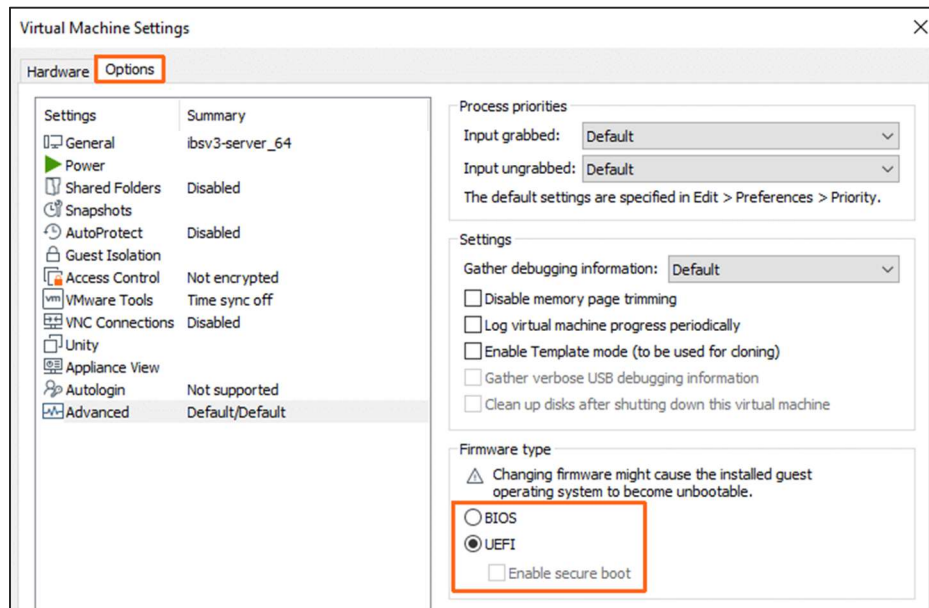 Virtual Machine Settings
Hardware Options
Settings Summary
General ibsv3-server_64
Power
Shared Folders Disabled
Snapshots
AutoProtect Disabled
Guest Isolation
Access Control Not encrypted
vm VMware Tools Time sync off
VNC Connections Disabled
Unity
Appliance View
Autologin Not supported
Advanced Default/Default
Process priorities
Input grabbed: Default
Input ungrabbed: Default
The default settings are specified in Edit > Preferences > Priority.
Settings
Gather debugging information: Default
Disable memory page trimming
Log virtual machine progress periodically
Enable Template mode (to be used for cloning)
Gather verbose USB debugging information
Clean up disks after shutting down this virtual machine
Firmware type
Changing firmware might cause the installed guest
operating system to become unbootable.
BIOS
UEFI
Enable secure boot